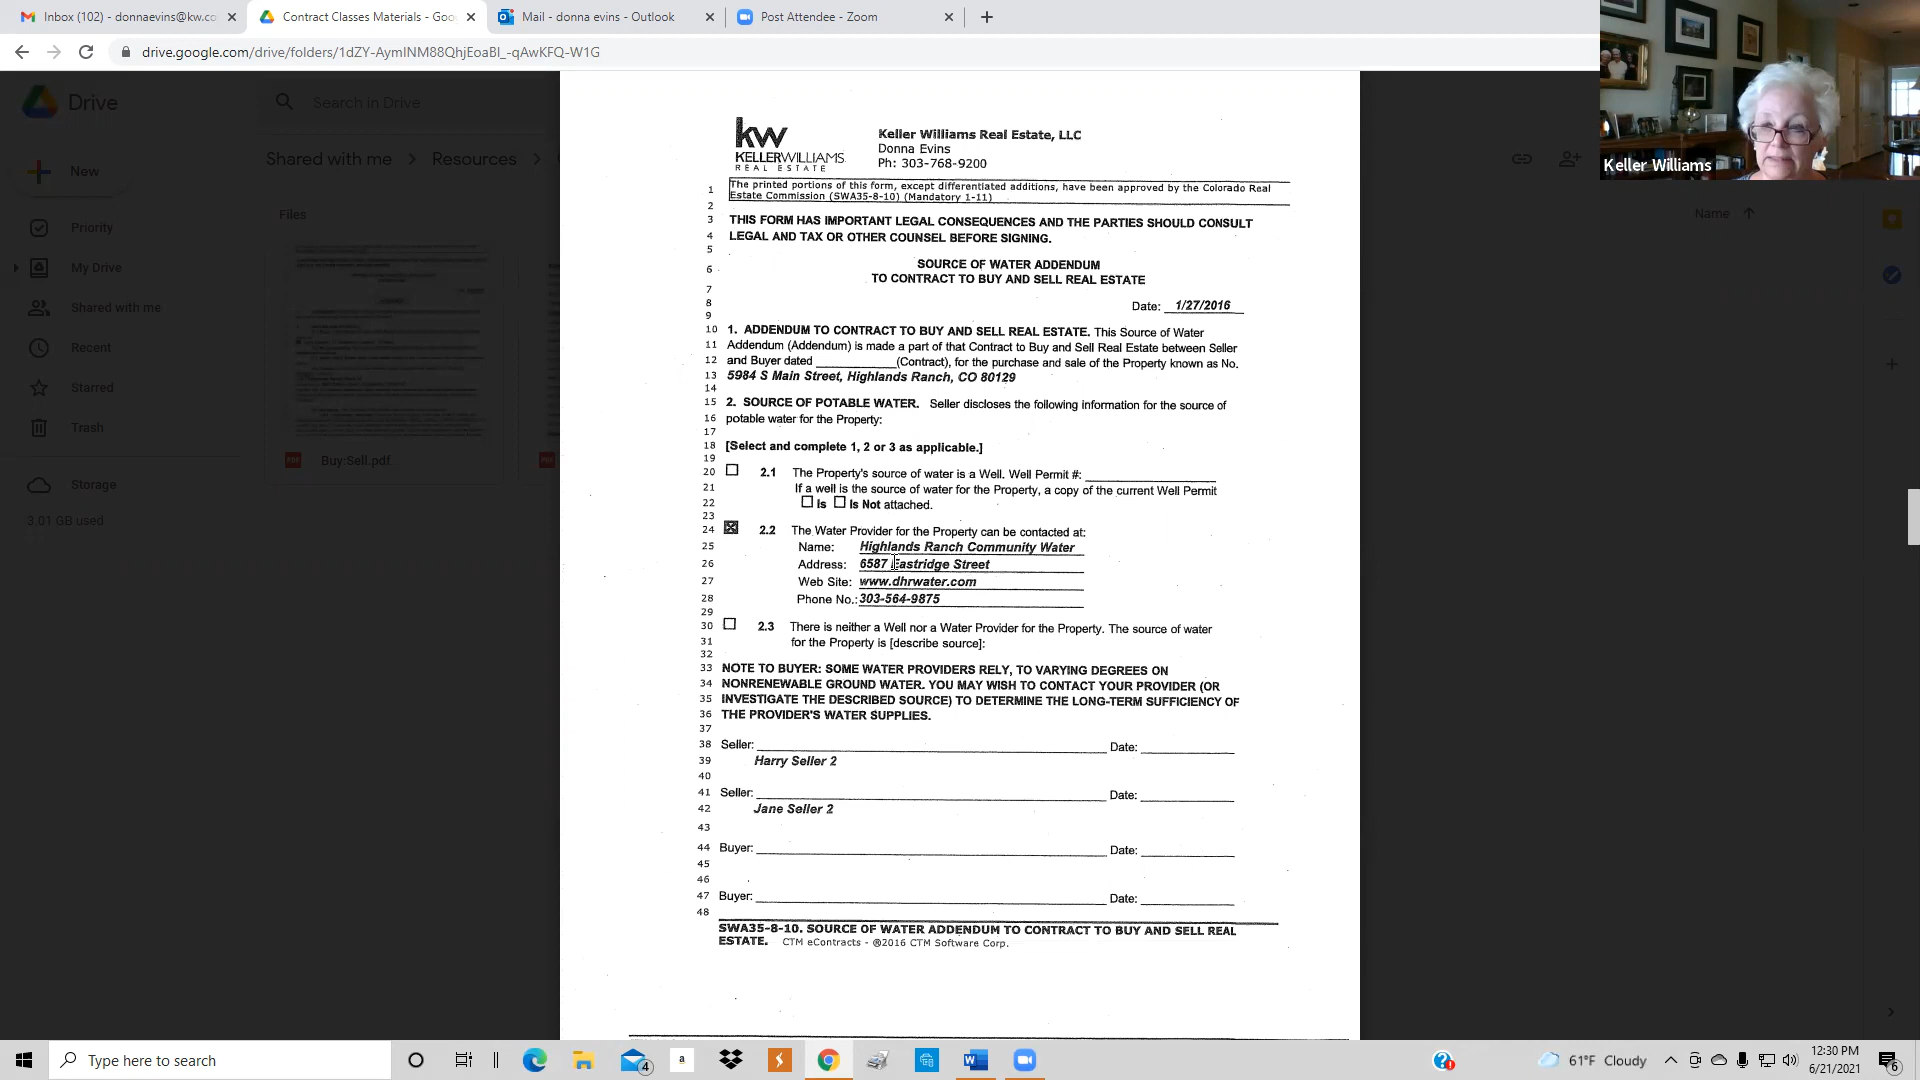 Inbox (102) - donnaevins@kw.co
Contract Classes Materials - Goo
Mail - donna evins - Outlook
Post Attendee - Zoom
drive.google.com/drive/folders/1dZY-AymINM88QhjEoaBl_-qAwKFQ-W1G
Drive
Search in Drive
New
Shared with me > Resources >
Priority
My Drive
Shared with me
Recent
Starred
Trash
Storage
3,01 GB used
Files
Buy:Sell.pdf
Name
Keller Williams
kw
KELLERWILLIAMS.
REAL ESTATE
Keller Williams Real Estate, LLC
Donna Evins
Ph: 303-768-9200
1 The printed portions of this form, except differentiated additions, have been approved by the Colorado Real
Estate Commission (SWA35-8-10) (Mandatory 1-11)
2
3 THIS FORM HAS IMPORTANT LEGAL CONSEQUENCES AND THE PARTIES SHOULD CONSULT
4 LEGAL AND TAX OR OTHER COUNSEL BEFORE SIGNING.
5
6 SOURCE OF WATER ADDENDUM
TO CONTRACT TO BUY AND SELL REAL ESTATE
7
8 Date: 1/27/2016
9
10 1. ADDENDUM TO CONTRACT TO BUY AND SELL REAL ESTATE. This Source of Water
11 Addendum (Addendum) is made a part of that Contract to Buy and Sell Real Estate between Seller
12 and Buyer dated ____________(Contract), for the purchase and sale of the Property known as No.
13 5984 S Main Street, Highlands Ranch, CO 80129
14
15 2. SOURCE OF POTABLE WATER. Seller discloses the following information for the source of
16 potable water for the Property:
17
18 [Select and complete 1, 2 or 3 as applicable.]
19
20 ☐ 2.1 The Property's source of water is a Well. Well Permit #: ____________
21 If a well is the source of water for the Property, a copy of the current Well Permit
22 ☐ Is ☐ Is Not attached.
23
24 ☒ 2.2 The Water Provider for the Property can be contacted at:
25 Name: Highlands Ranch Community Water
26 Address: 6587 Eastridge Street
27 Web Site: www.dhrwater.com
28 Phone No.: 303-564-9875
29
30 ☐ 2.3 There is neither a Well nor a Water Provider for the Property. The source of water
31 for the Property is [describe source]:
32
33 NOTE TO BUYER: SOME WATER PROVIDERS RELY, TO VARYING DEGREES ON
34 NONRENEWABLE GROUND WATER. YOU MAY WISH TO CONTACT YOUR PROVIDER (OR
35 INVESTIGATE THE DESCRIBED SOURCE) TO DETERMINE THE LONG-TERM SUFFICIENCY OF
36 THE PROVIDER'S WATER SUPPLIES.
37
38 Seller: ____________ Date: ____________
39 Harry Seller 2
40
41 Seller: ____________ Date: ____________
42 Jane Seller 2
43
44 Buyer: ____________ Date: ____________
45
46
47 Buyer: ____________ Date: ____________
48
SWA35-8-10. SOURCE OF WATER ADDENDUM TO CONTRACT TO BUY AND SELL REAL
ESTATE. CTM eContracts - ©2016 CTM Software Corp.
Type here to search
4
a
61°F Cloudy
12:30 PM
6/21/2021
6